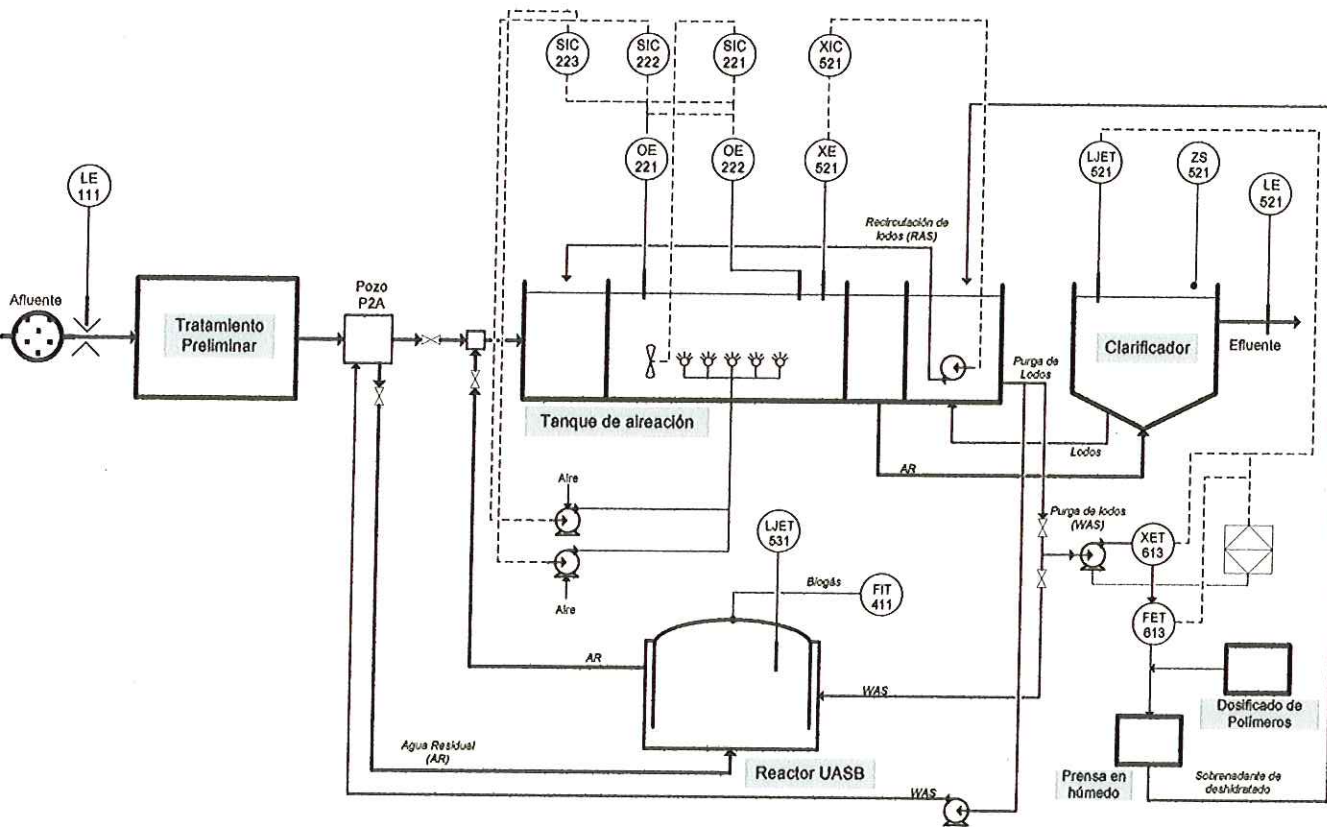 SIC
223
SIC
222
SIC
221
XIC
521
OE
221
OE
222
XE
521
LJET
521
ZS
521
LE
521
LE
111
Recirculación de
lodos (RAS)
Afluente
Pozo
P2A
Tratamiento
Preliminar
Clarificador
Efluente
Purga de
Lodos
Tanque de aireación
Lodos
AR
Aire
Purga de lodos
(WAS)
LJET
531
XET
613
Aire
Biogás
FIT
411
FET
613
AR
WAS
Dosificado de
Polímeros
Agua Residual
(AR)
Reactor UASB
Prensa en
húmedo
Sobrenadante de
deshidratado
WAS